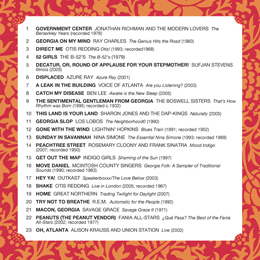 1 GOVERNMENT CENTER JONATHAN RICHMAN AND THE MODERN LOVERS The
Berserkley Years (recorded 1976)
2 GEORGIA ON MY MIND RAY CHARLES The Genius Hits the Road (1960)
3 DIRECT ME OTIS REDDING Otis! (1993; recorded 1968)
4 52 GIRLS THE B-52'S The B-52's (1979)
5 DECATUR, OR, ROUND OF APPLAUSE FOR YOUR STEPMOTHER! SUFJAN STEVENS
Illinois (2005)
6 DISPLACED AZURE RAY Azure Ray (2001)
7 A LEAK IN THE BUILDING VOICE OF ATLANTA Are you Listening? (2003)
8 CATCH MY DISEASE BEN LEE Awake is the New Sleep (2005)
9 THE SENTIMENTAL GENTLEMAN FROM GEORGIA THE BOSWELL SISTERS That's How
Rhythm was Born (1995; recorded c.1932)
10 THIS LAND IS YOUR LAND SHARON JONES AND THE DAP-KINGS Naturally (2005)
11 GEORGIA SLOP LOS LOBOS The Neighbourhood (1990)
12 GONE WITH THE WIND LIGHTNIN' HOPKINS Blues Train (1991; recorded 1950)
13 SUNDAY IN SAVANNAH NINA SIMONE The Essential Nina Simone (1993; recorded 1968)
14 PEACHTREE STREET ROSEMARY CLOONY AND FRANK SINATRA Mood Indigo
(2007; recorded 1950)
15 GET OUT THE MAP INDIGO GIRLS Shaming of the Sun (1997)
16 MOVE DANIEL MCINTOSH COUNTY SINGERS Georgia Folk: A Sampler of Traditional
Sounds (1990; recorded 1983)
17 HEY YA! OUTKAST Speakerboxxx/The Love Below (2003)
18 SHAKE OTIS REDDING Live in London (2005; recorded 1967)
19 HOME GREAT NORTHERN Trading Twilight for Daylight (2007)
20 TRY NOT TO BREATHE R.E.M. Automatic for the People (1992)
21 MACON, GEORGIA SAVAGE GRACE Savage Grace II (1971)
22 PEANUTS (THE PEANUT VENDOR) FANIA ALL-STARS ¿Qué Pasa? The Best of the Fania
All-Stars (2002; recorded 1977)
23 OH, ATLANTA ALISON KRAUSS AND UNION STATION Live (2002)